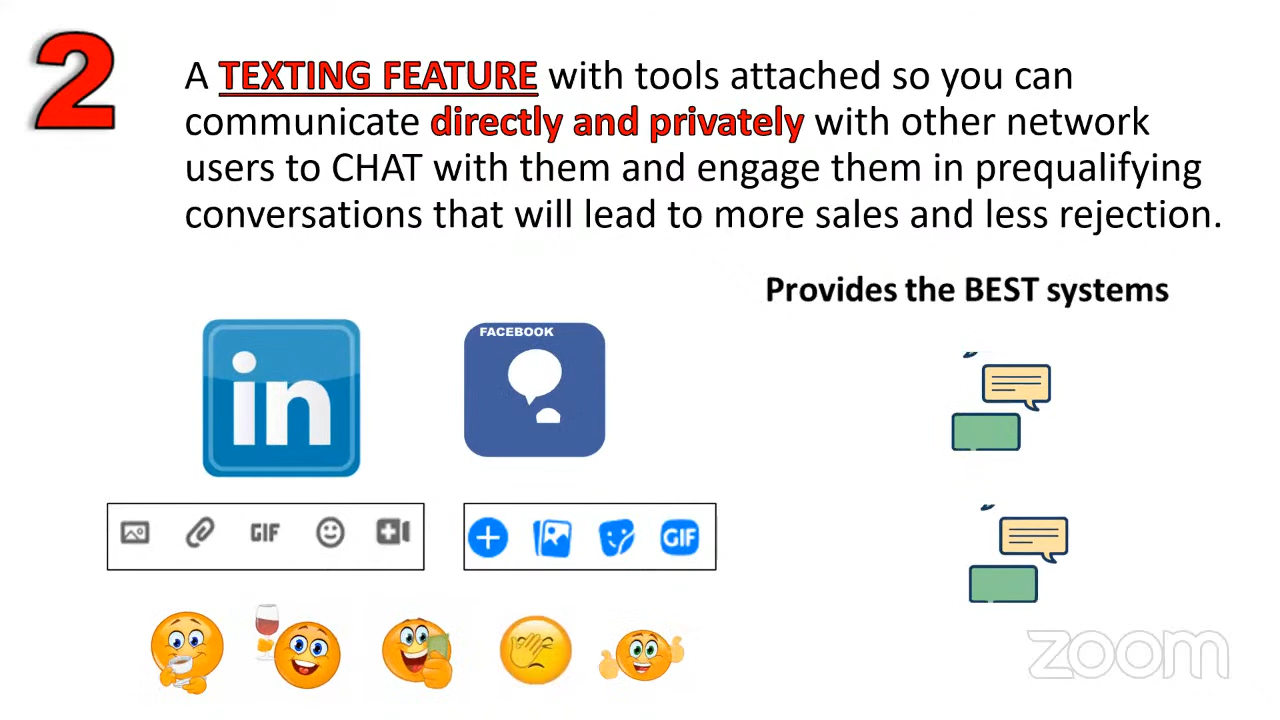 2
A TEXTING FEATURE with tools attached so you can
communicate directly and privately with other network
users to CHAT with them and engage them in prequalifying
conversations that will lead to more sales and less rejection.
Provides the BEST systems
FACEBOOK
in
GIF
GIF
zoom